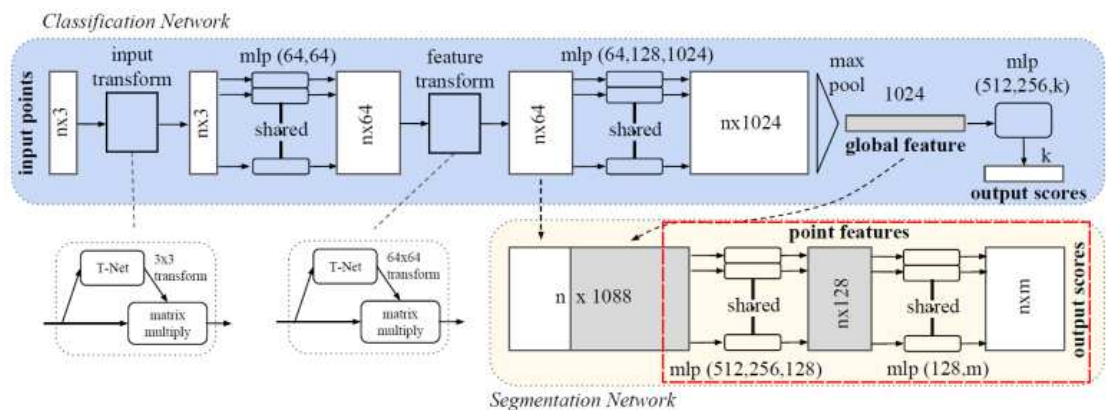 Classification Network
input points
nx3
input
transform
nx3
mlp (64,64)
shared
nx64
feature
transform
nx64
mlp (64,128,1024)
shared
nx1024
max
pool
1024
global feature
mlp
(512,256,k)
k
output scores
T-Net
3x3
transform
matrix
multiply
T-Net
64x64
transform
matrix
multiply
n x 1088
point features
shared
mlp (512,256,128)
nx128
shared
mlp (128,m)
nxm
output scores
Segmentation Network